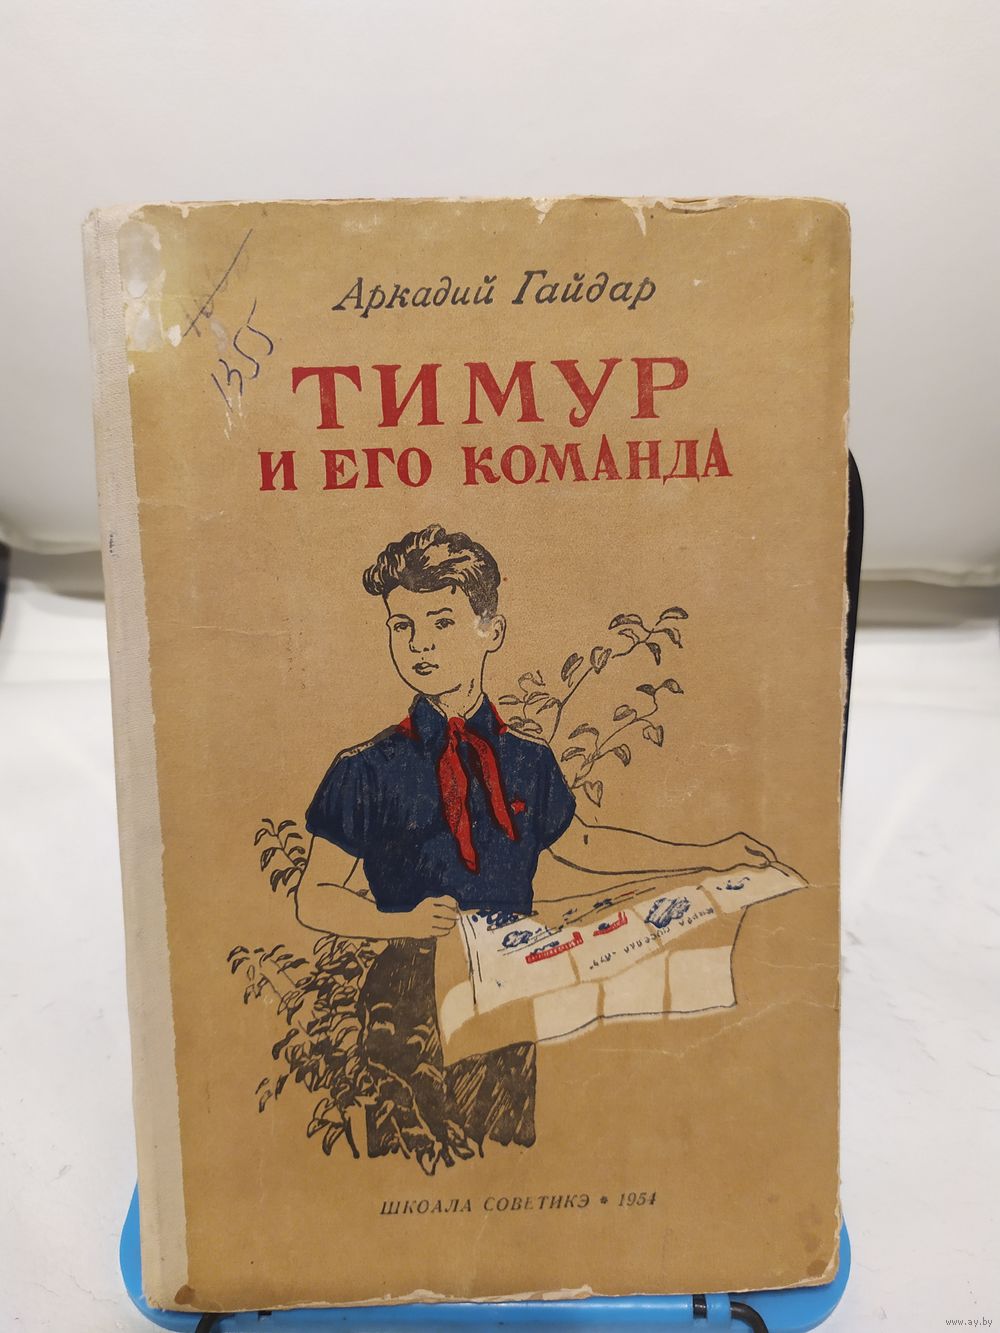 1355
Аркадий Гайдар
ТИМУР
И ЕГО КОМАНДА
ШКОАЛА СОВЕТИКЭ * 1954
www.ay.by